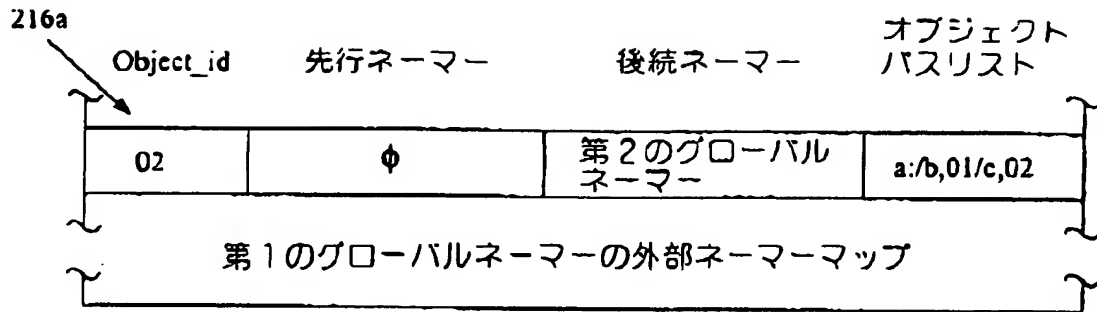 216a
Object_id
先行ネーマー
後続ネーマー
オブジェクト
パスリスト
02
φ
第2のグローバル
ネーマー
a:/b,01/c,02
第1のグローバルネーマーの外部ネーマーマップ